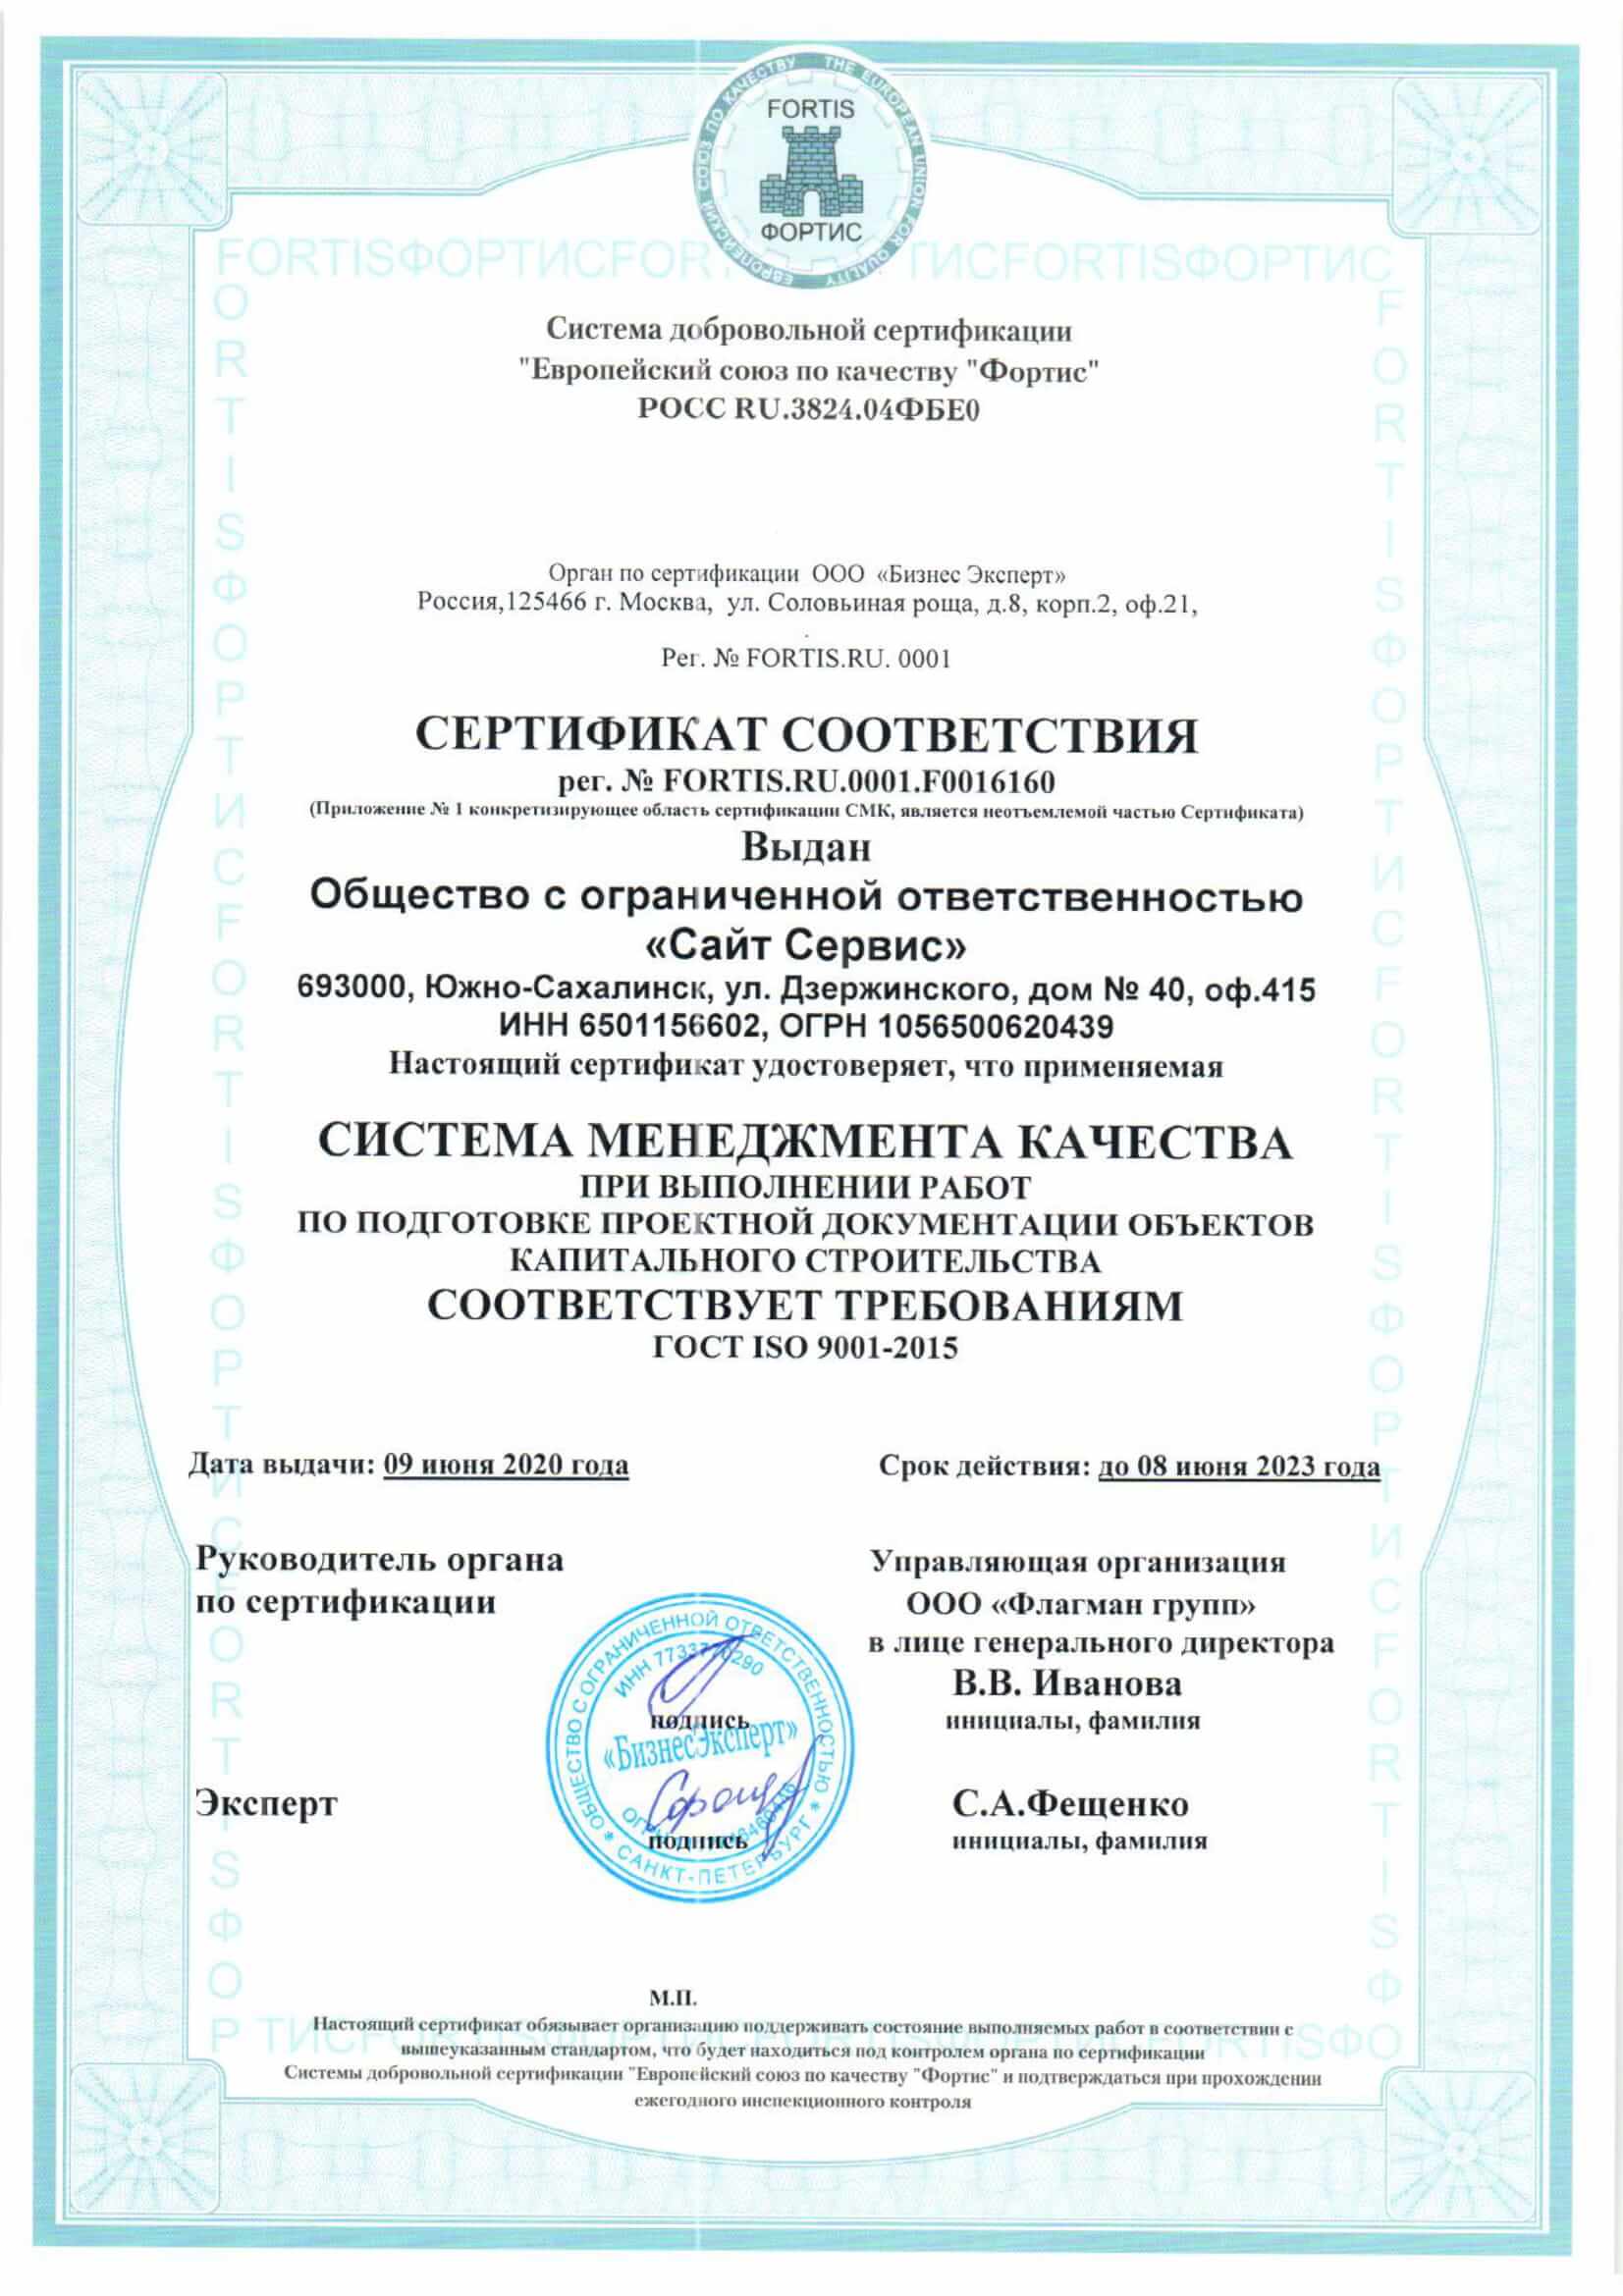 ЕВРОПЕЙСКИЙ СОЮЗ ПО КАЧЕСТВУ THE EUROPEAN UNION FOR QUALITY
FORTIS
ФОРТИС
Система добровольной сертификации
"Европейский союз по качеству "Фортис"
РОСС RU.3824.04ФБЕ0
Орган по сертификации ООО «Бизнес Эксперт»
Россия,125466 г. Москва, ул. Соловьиная роща, д.8, корп.2, оф.21,
Рег. № FORTIS.RU. 0001
СЕРТИФИКАТ СООТВЕТСТВИЯ
рег. № FORTIS.RU.0001.F0016160
(Приложение № 1 конкретизирующее область сертификации СМК, является неотъемлемой частью Сертификата)
Выдан
Общество с ограниченной ответственностью
«Сайт Сервис»
693000, Южно-Сахалинск, ул. Дзержинского, дом № 40, оф.415
ИНН 6501156602, ОГРН 1056500620439
Настоящий сертификат удостоверяет, что применяемая
СИСТЕМА МЕНЕДЖМЕНТА КАЧЕСТВА
ПРИ ВЫПОЛНЕНИИ РАБОТ
ПО ПОДГОТОВКЕ ПРОЕКТНОЙ ДОКУМЕНТАЦИИ ОБЪЕКТОВ
КАПИТАЛЬНОГО СТРОИТЕЛЬСТВА
СООТВЕТСТВУЕТ ТРЕБОВАНИЯМ
ГОСТ ISO 9001-2015
Дата выдачи: 09 июня 2020 года Срок действия: до 08 июня 2023 года
Руководитель органа
по сертификации
Управляющая организация
ООО «Флагман групп»
в лице генерального директора
В.В. Иванова
подпись инициалы, фамилия
ОБЩЕСТВО С ОГРАНИЧЕННОЙ ОТВЕТСТВЕННОСТЬЮ * САНКТ-ПЕТЕРБУРГ *
«БизнесЭксперт»
Эксперт С.А.Фещенко
подпись инициалы, фамилия
М.П.
Настоящий сертификат обязывает организацию поддерживать состояние выполняемых работ в соответствии с
вышеуказанным стандартом, что будет находиться под контролем органа по сертификации
Системы добровольной сертификации "Европейский союз по качеству "Фортис" и подтверждаться при прохождении
ежегодного инспекционного контроля